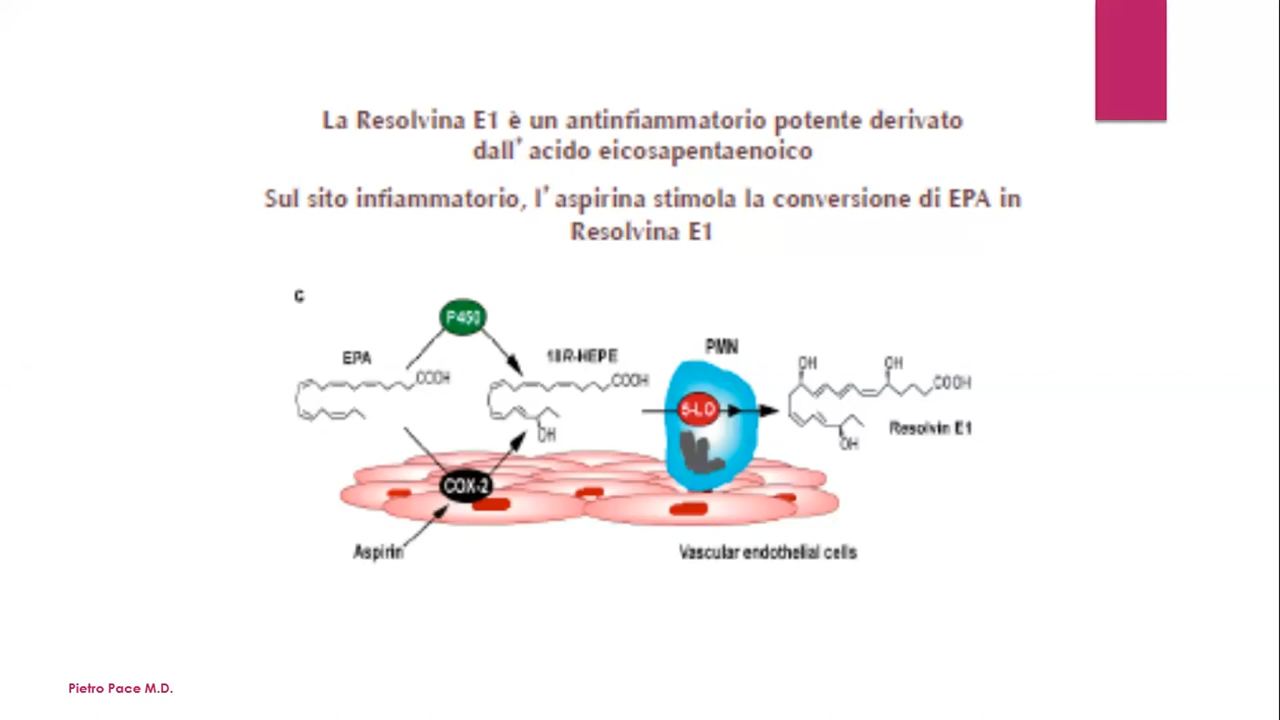 La Resolvina E1 è un antinfiammatorio potente derivato
dall' acido eicosapentaenoico
Sul sito infiammatorio, l' aspirina stimola la conversione di EPA in
Resolvina E1
C
P450
EPA
18R-HEPE
PMN
OH
OH
COOH
COOH
COOH
5-LO
OH
Resolvin E1
OH
COX-2
Aspirin
Vascular endothelial cells
Pietro Pace M.D.